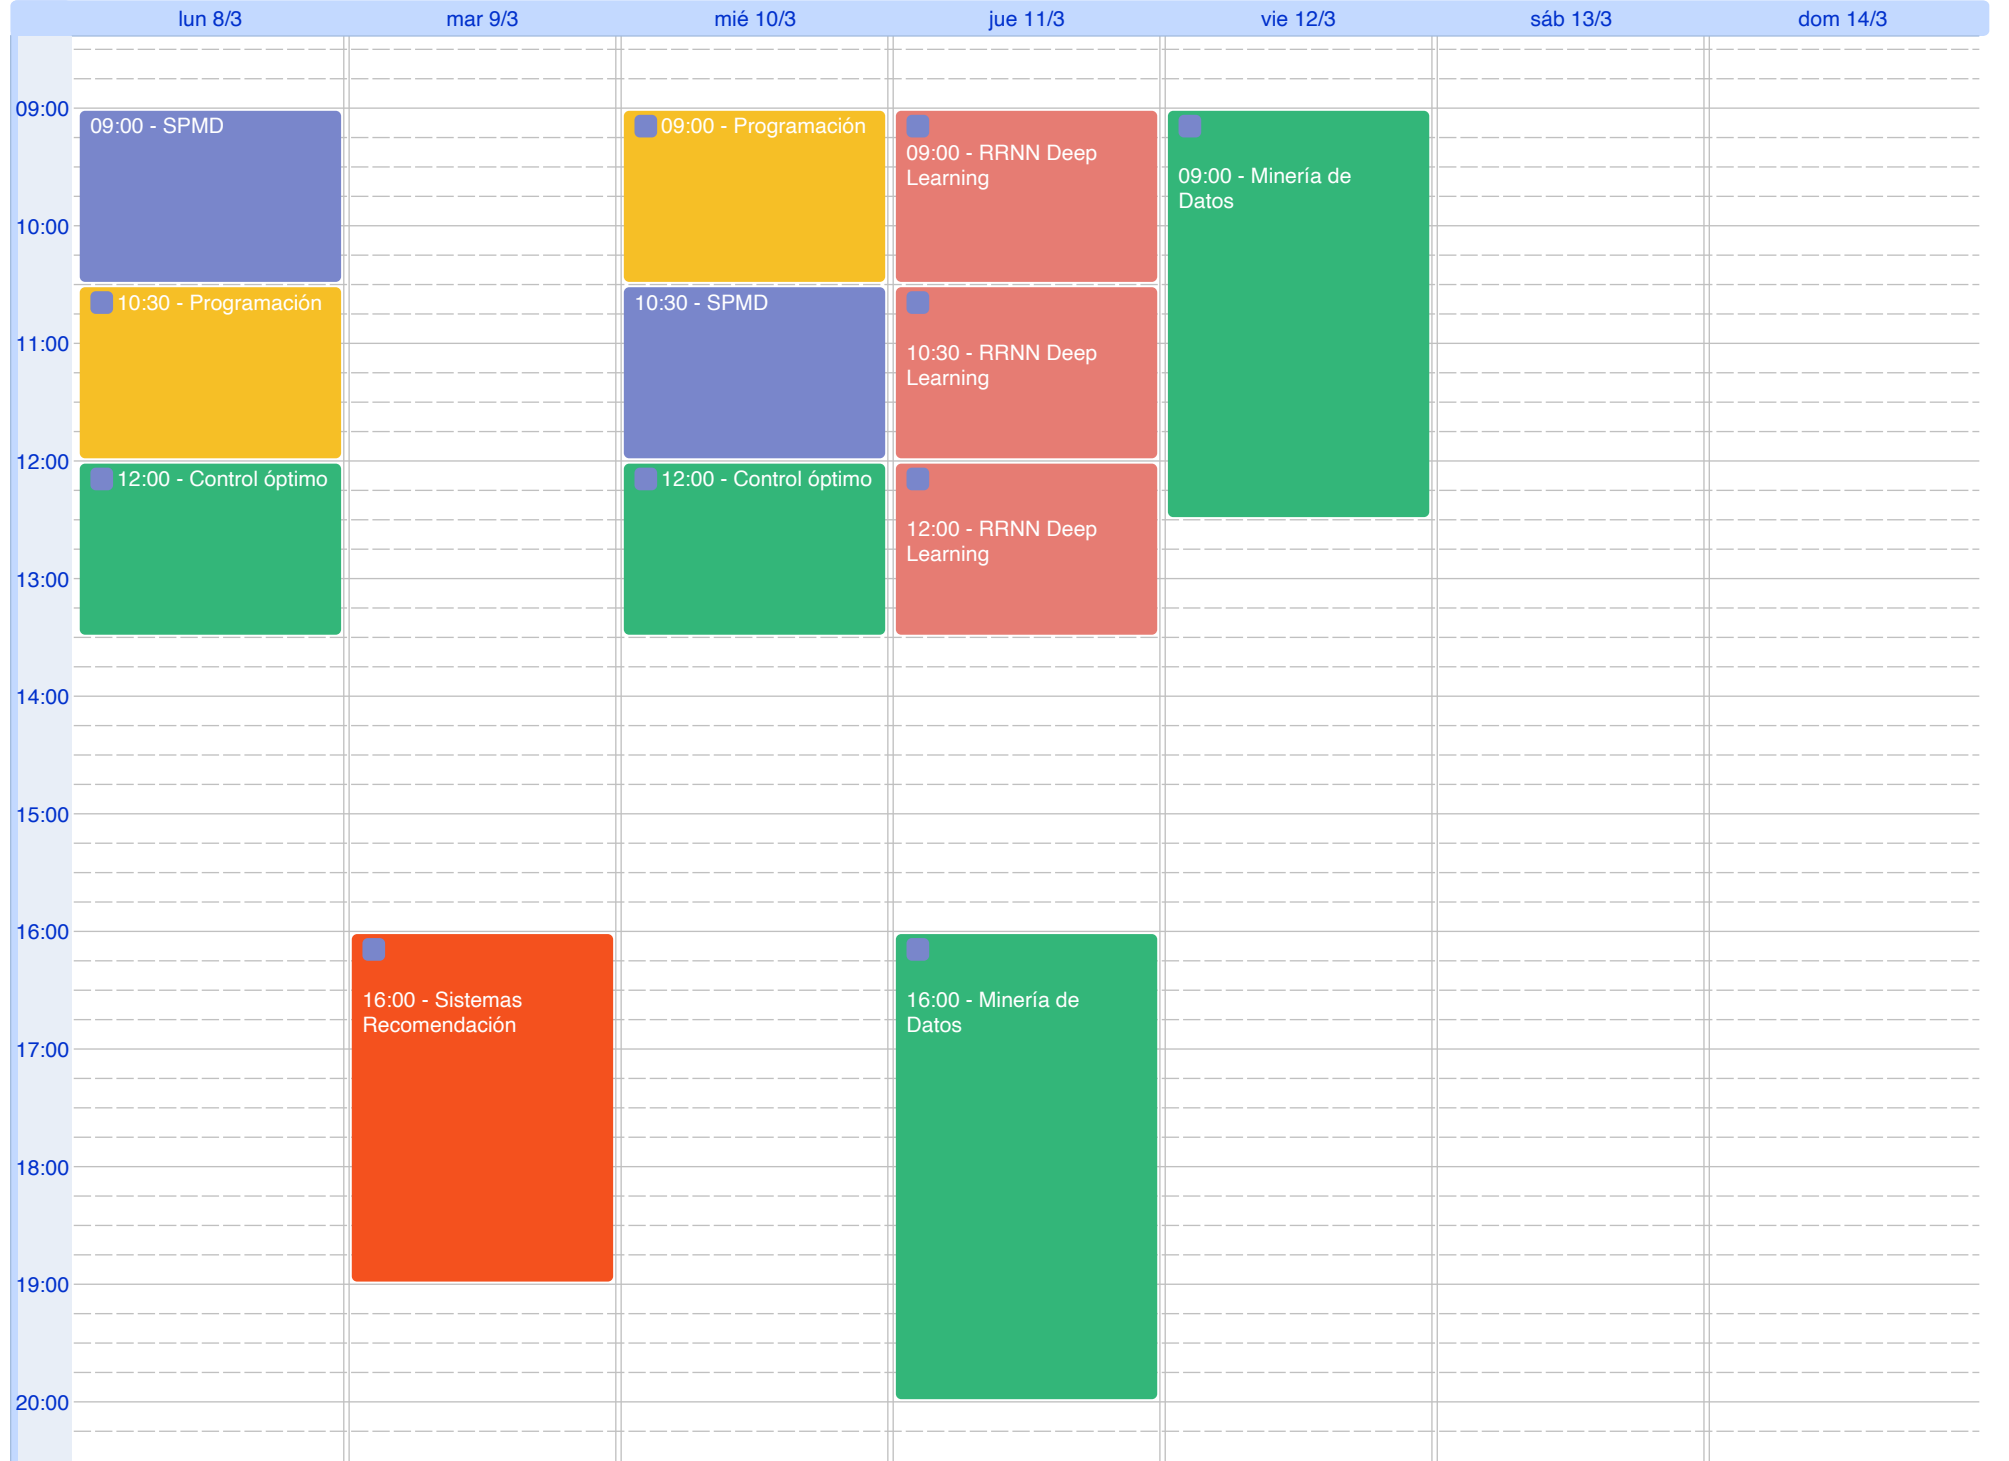 lun 8/3
mar 9/3
mié 10/3
jue 11/3
vie 12/3
sáb 13/3
dom 14/3
09:00
10:00
11:00
12:00
13:00
14:00
15:00
16:00
17:00
18:00
19:00
20:00
09:00 - SPMD
10:30 - Programación
12:00 - Control óptimo
16:00 - Sistemas
Recomendación
09:00 - Programación
10:30 - SPMD
12:00 - Control óptimo
09:00 - RRNN Deep
Learning
10:30 - RRNN Deep
Learning
12:00 - RRNN Deep
Learning
16:00 - Minería de
Datos
09:00 - Minería de
Datos